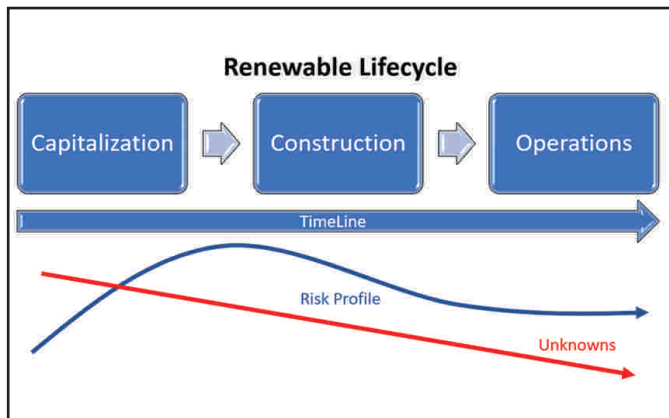 Renewable Lifecycle
Capitalization
Construction
Operations
TimeLine
Risk Profile
Unknowns